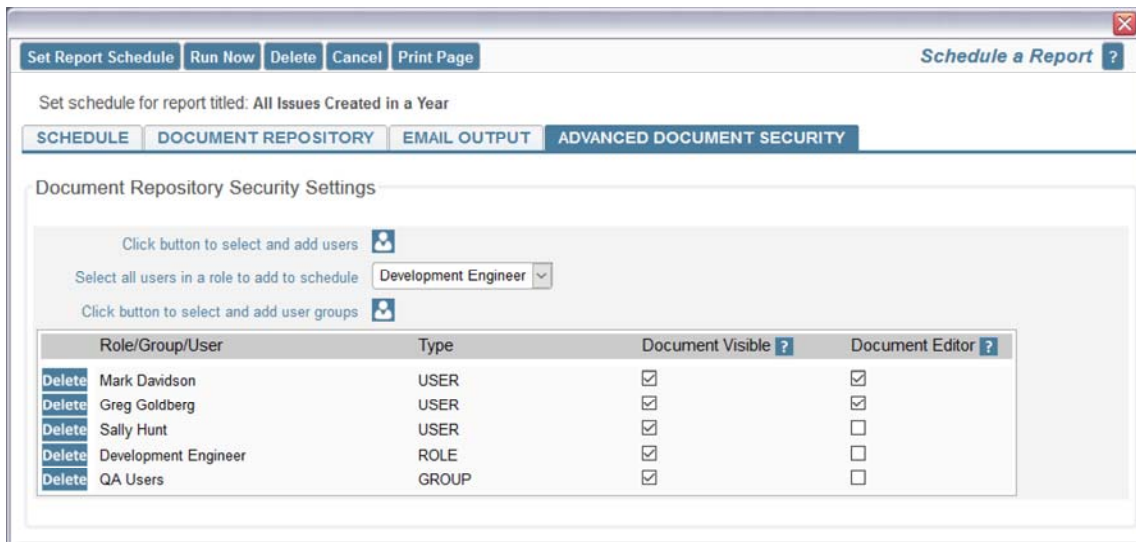 Set Report Schedule Run Now Delete Cancel Print Page Schedule a Report ?
Set schedule for report titled: All Issues Created in a Year
SCHEDULE DOCUMENT REPOSITORY EMAIL OUTPUT ADVANCED DOCUMENT SECURITY
Document Repository Security Settings
Click button to select and add users
Select all users in a role to add to schedule Development Engineer
Click button to select and add user groups
Role/Group/User Type Document Visible ? Document Editor ?
Delete Mark Davidson USER
Delete Greg Goldberg USER
Delete Sally Hunt USER
Delete Development Engineer ROLE
Delete QA Users GROUP